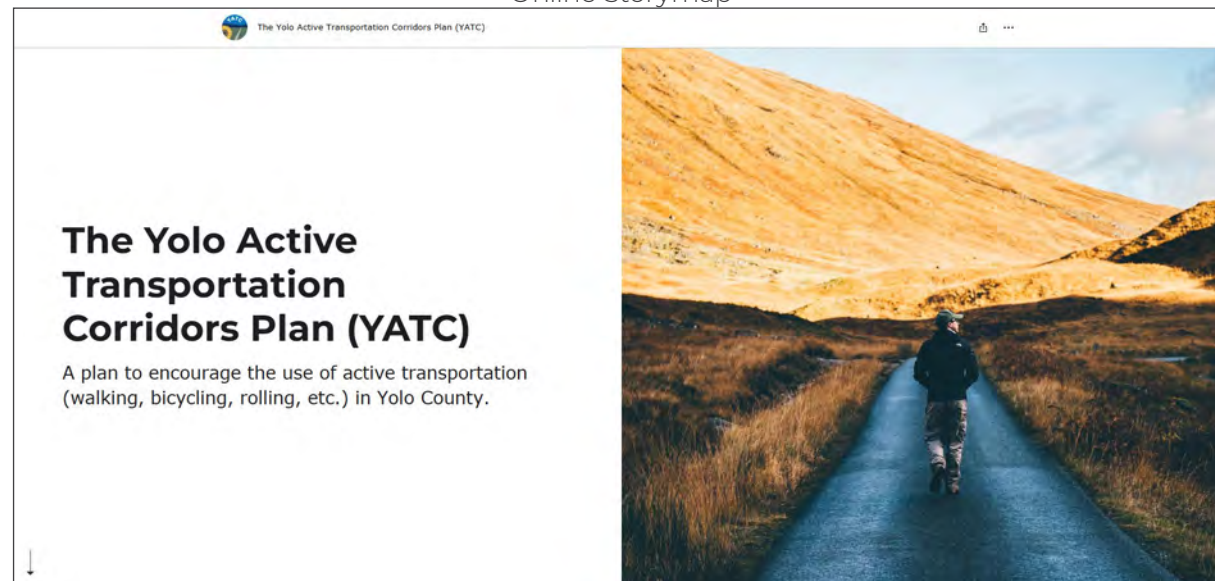 Online Storymap
YATC
The Yolo Active Transportation Corridors Plan (YATC)
The Yolo Active
Transportation
Corridors Plan (YATC)
A plan to encourage the use of active transportation
(walking, bicycling, rolling, etc.) in Yolo County.